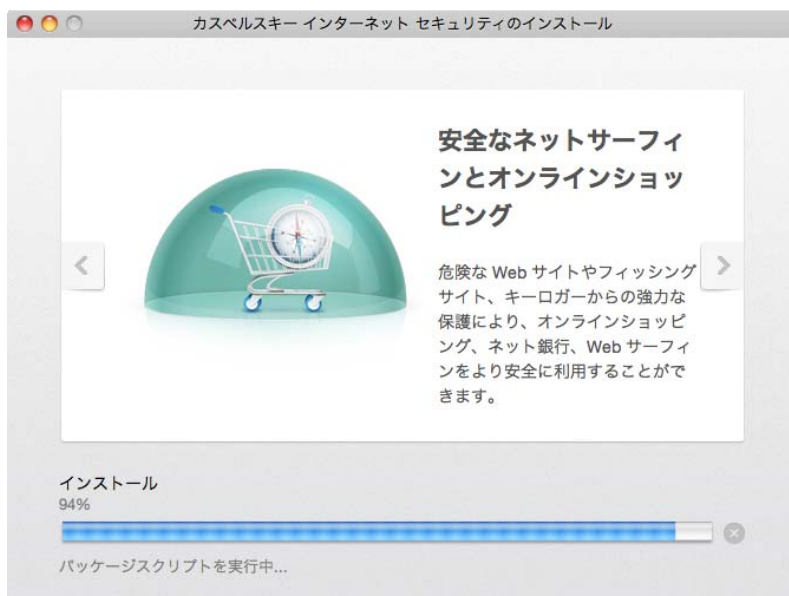 カスペルスキー インターネット セキュリティのインストール
安全なネットサーフィ
ンとオンラインショッ
ピング
危険な Web サイトやフィッシング
サイト、キーロガーからの強力な
保護により、オンラインショッピ
ング、ネット銀行、Web サーフィ
ンをより安全に利用することがで
きます。
インストール
94%
パッケージスクリプトを実行中...